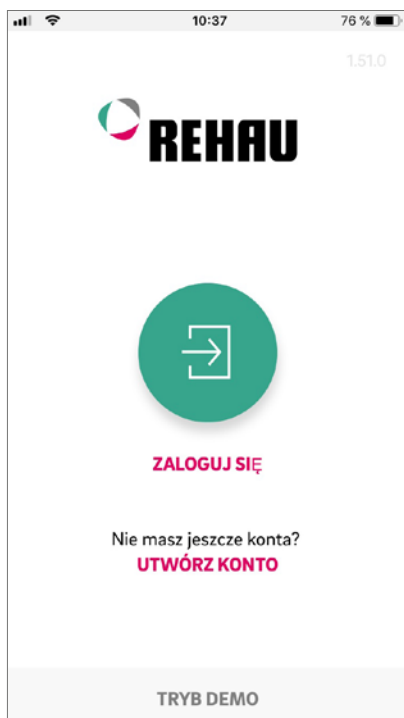 10:37
76 %
1.51.0
REHAU
ZALOGUJ SIĘ
Nie masz jeszcze konta?
UTWÓRZ KONTO
TRYB DEMO